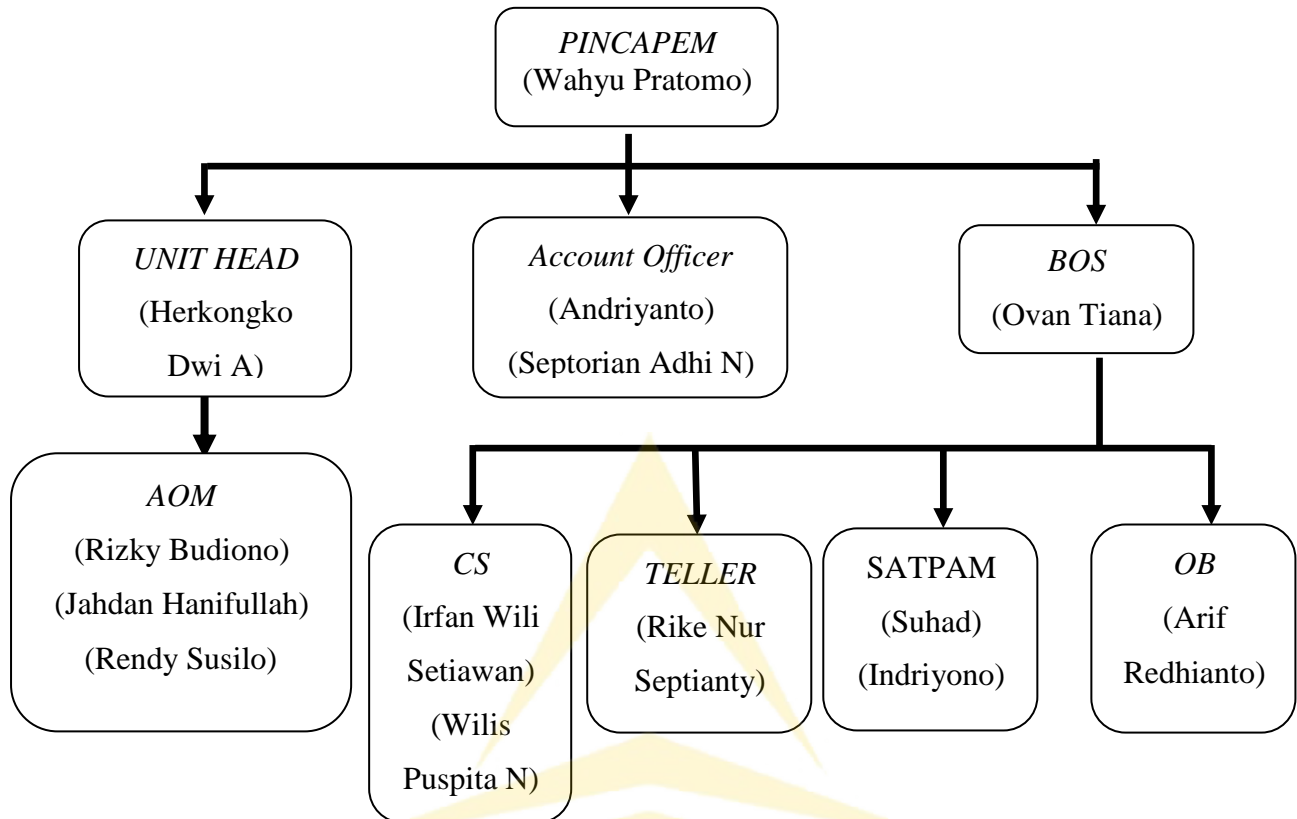 PINCAPEM
(Wahyu Pratomo)
UNIT HEAD
(Herkongko
Dwi A)
Account Officer
(Andriyanto)
(Septorian Adhi N)
BOS
(Ovan Tiana)
AOM
(Rizky Budiono)
(Jahdan Hanifullah)
(Rendy Susilo)
CS
(Irfan Wili
Setiawan)
(Wilis
Puspita N)
TELLER
(Rike Nur
Septianty)
SATPAM
(Suhad)
(Indriyono)
OB
(Arif
Redhianto)